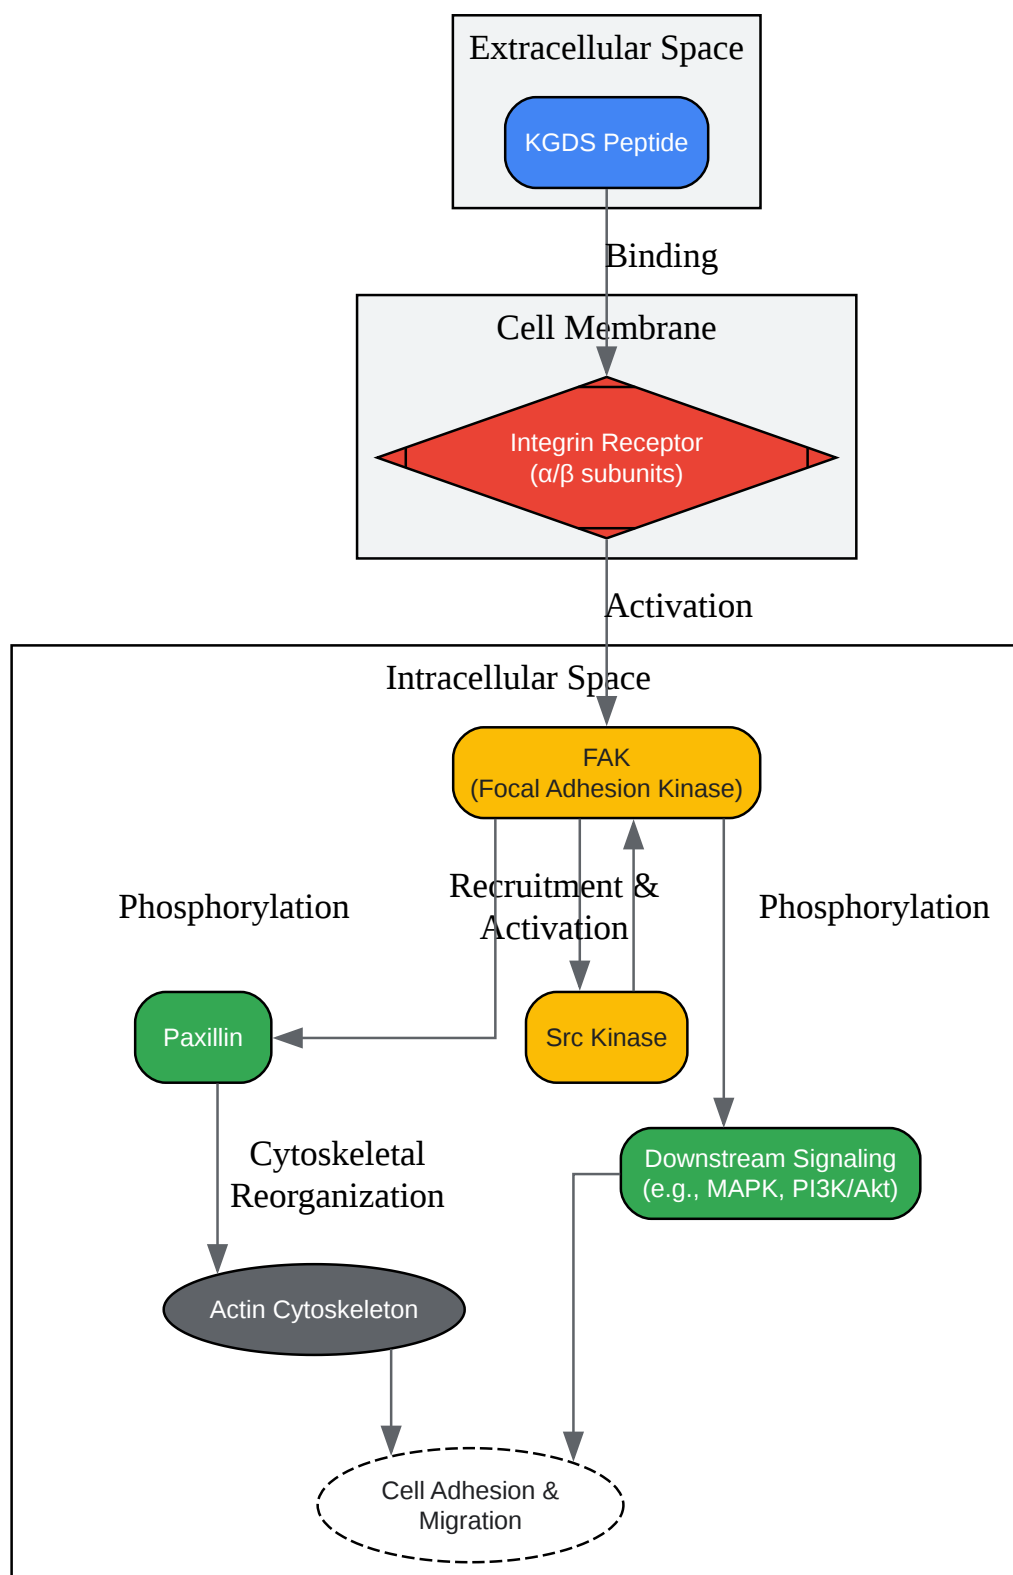 Extracellular Space
KGDS Peptide
Binding
Cell Membrane
Integrin Receptor
(α/β subunits)
Activation
Intracellular Space
FAK
(Focal Adhesion Kinase)
Phosphorylation
Recruitment &
Activation
Phosphorylation
Paxillin
Src Kinase
Cytoskeletal
Reorganization
Downstream Signaling
(e.g., MAPK, PI3K/Akt)
Actin Cytoskeleton
Cell Adhesion &
Migration